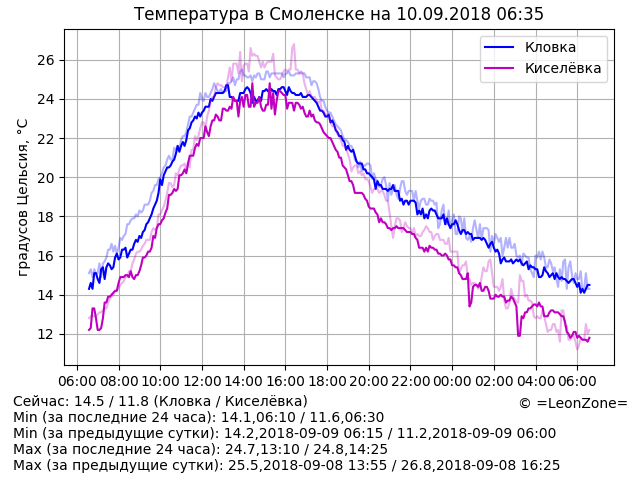 Температура в Смоленске на 10.09.2018 06:35
градусов Цельсия, °C
26
24
22
20
18
16
14
12
Кловка
Киселёвка
06:00 08:00 10:00 12:00 14:00 16:00 18:00 20:00 22:00 00:00 02:00 04:00 06:00
Сейчас: 14.5 / 11.8 (Кловка / Киселёвка)
© =LeonZone=
Min (за последние 24 часа): 14.1,06:10 / 11.6,06:30
Min (за предыдущие сутки): 14.2,2018-09-09 06:15 / 11.2,2018-09-09 06:00
Max (за последние 24 часа): 24.7,13:10 / 24.8,14:25
Max (за предыдущие сутки): 25.5,2018-09-08 13:55 / 26.8,2018-09-08 16:25